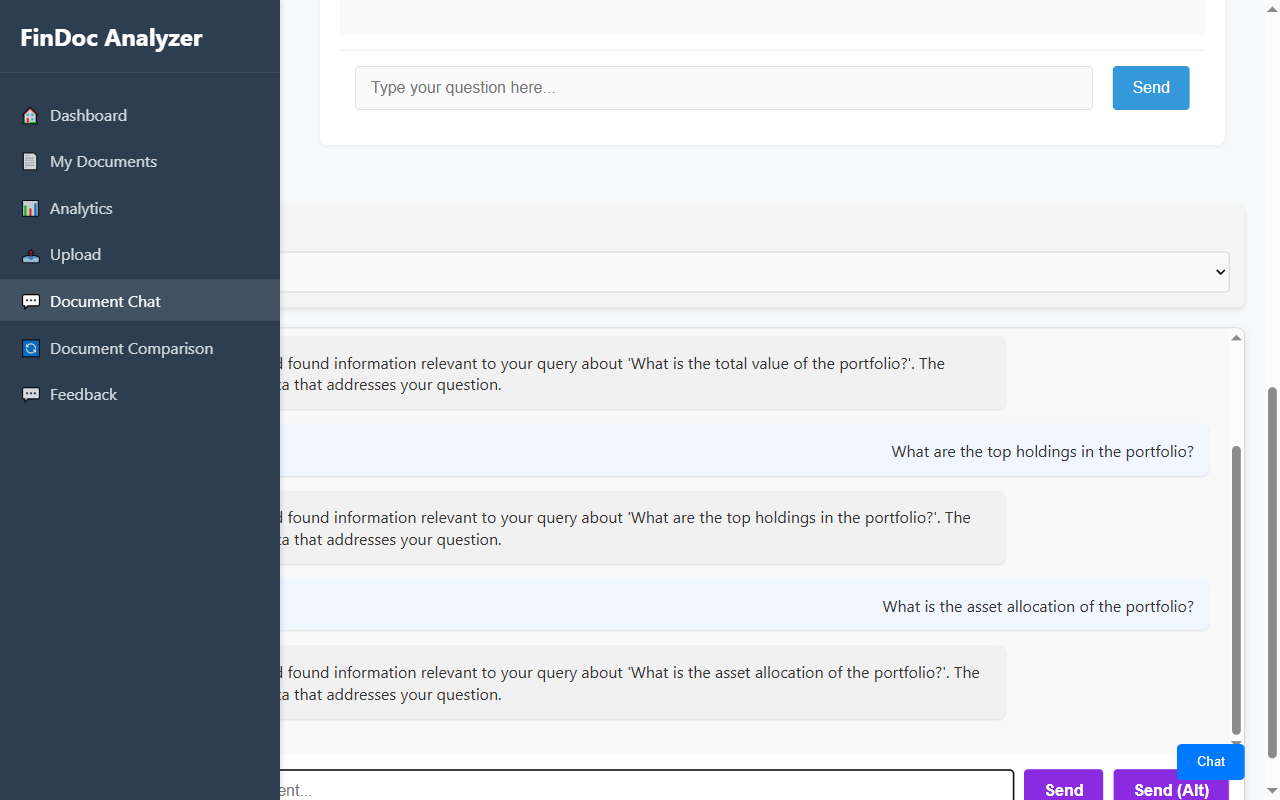 FinDoc Analyzer
Dashboard
My Documents
Analytics
Upload
Document Chat
Document Comparison
Feedback
Type your question here...
Send
found information relevant to your query about 'What is the total value of the portfolio?'. The
that addresses your question.
What are the top holdings in the portfolio?
found information relevant to your query about 'What are the top holdings in the portfolio?'. The
that addresses your question.
What is the asset allocation of the portfolio?
found information relevant to your query about 'What is the asset allocation of the portfolio?'. The
that addresses your question.
Chat
ent...
Send
Send (Alt)